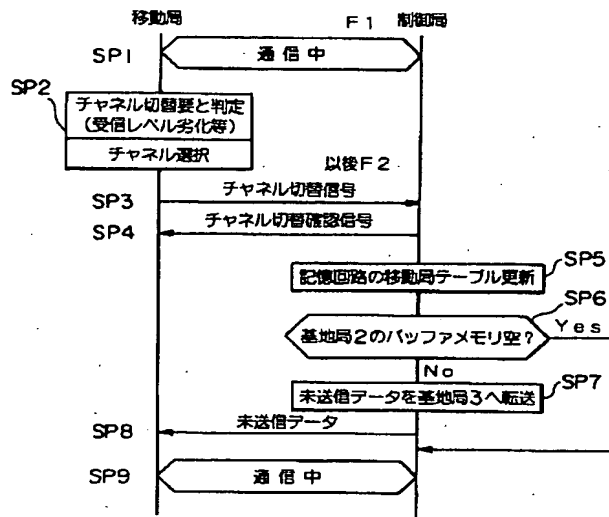 移動局
F1
制御局
SP1
通信中
SP2
チャネル切替要と判定
(受信レベル劣化等)
チャネル選択
以後F2
SP3
チャネル切替信号
SP4
チャネル切替確認信号
SP5
記憶回路の移動局テーブル更新
SP6
基地局2のバッファメモリ空?
Yes
No
SP7
未送信データを基地局3へ転送
SP8
未送信データ
SP9
通信中